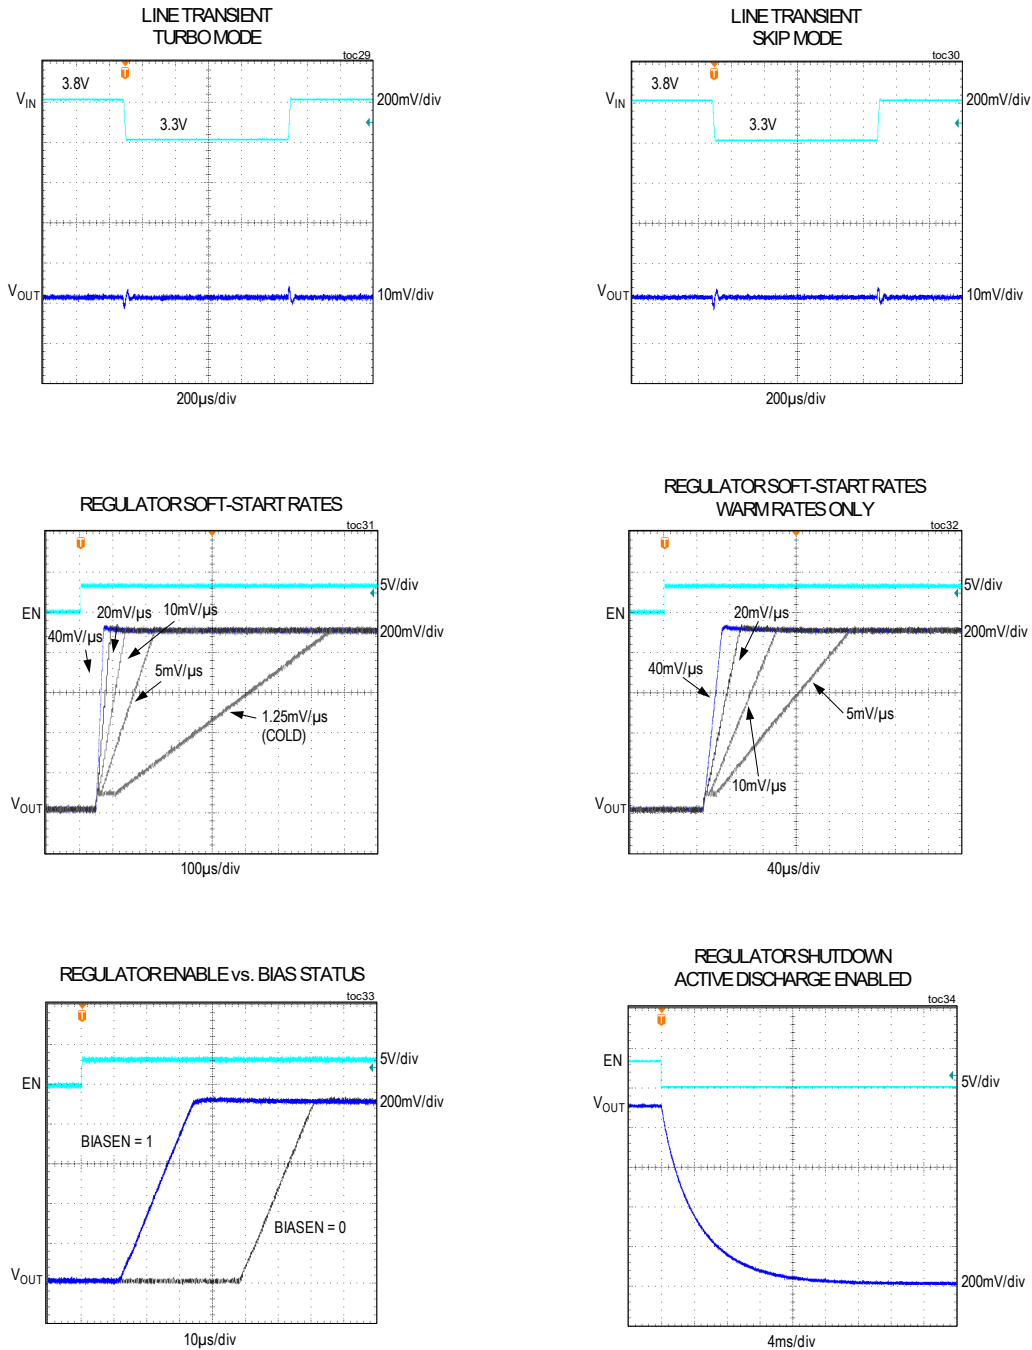 LINE TRANSIENT
TURBO MODE
toc29
3.8V
VIN
200mV/div
3.3V
VOUT
10mV/div
200µs/div
LINE TRANSIENT
SKIP MODE
toc30
3.8V
VIN
200mV/div
3.3V
VOUT
10mV/div
200µs/div
REGULATOR SOFT-START RATES
toc31
5V/div
EN
20mV/µs
10mV/µs
40mV/µs
200mV/div
5mV/µs
1.25mV/µs
(COLD)
VOUT
100µs/div
REGULATOR SOFT-START RATES
WARM RATES ONLY
toc32
5V/div
EN
20mV/µs
200mV/div
40mV/µs
5mV/µs
10mV/µs
VOUT
40µs/div
REGULATOR ENABLE vs. BIAS STATUS
toc33
5V/div
EN
200mV/div
BIASEN = 1
BIASEN = 0
VOUT
10µs/div
REGULATOR SHUTDOWN
ACTIVE DISCHARGE ENABLED
toc34
EN
5V/div
VOUT
200mV/div
4ms/div